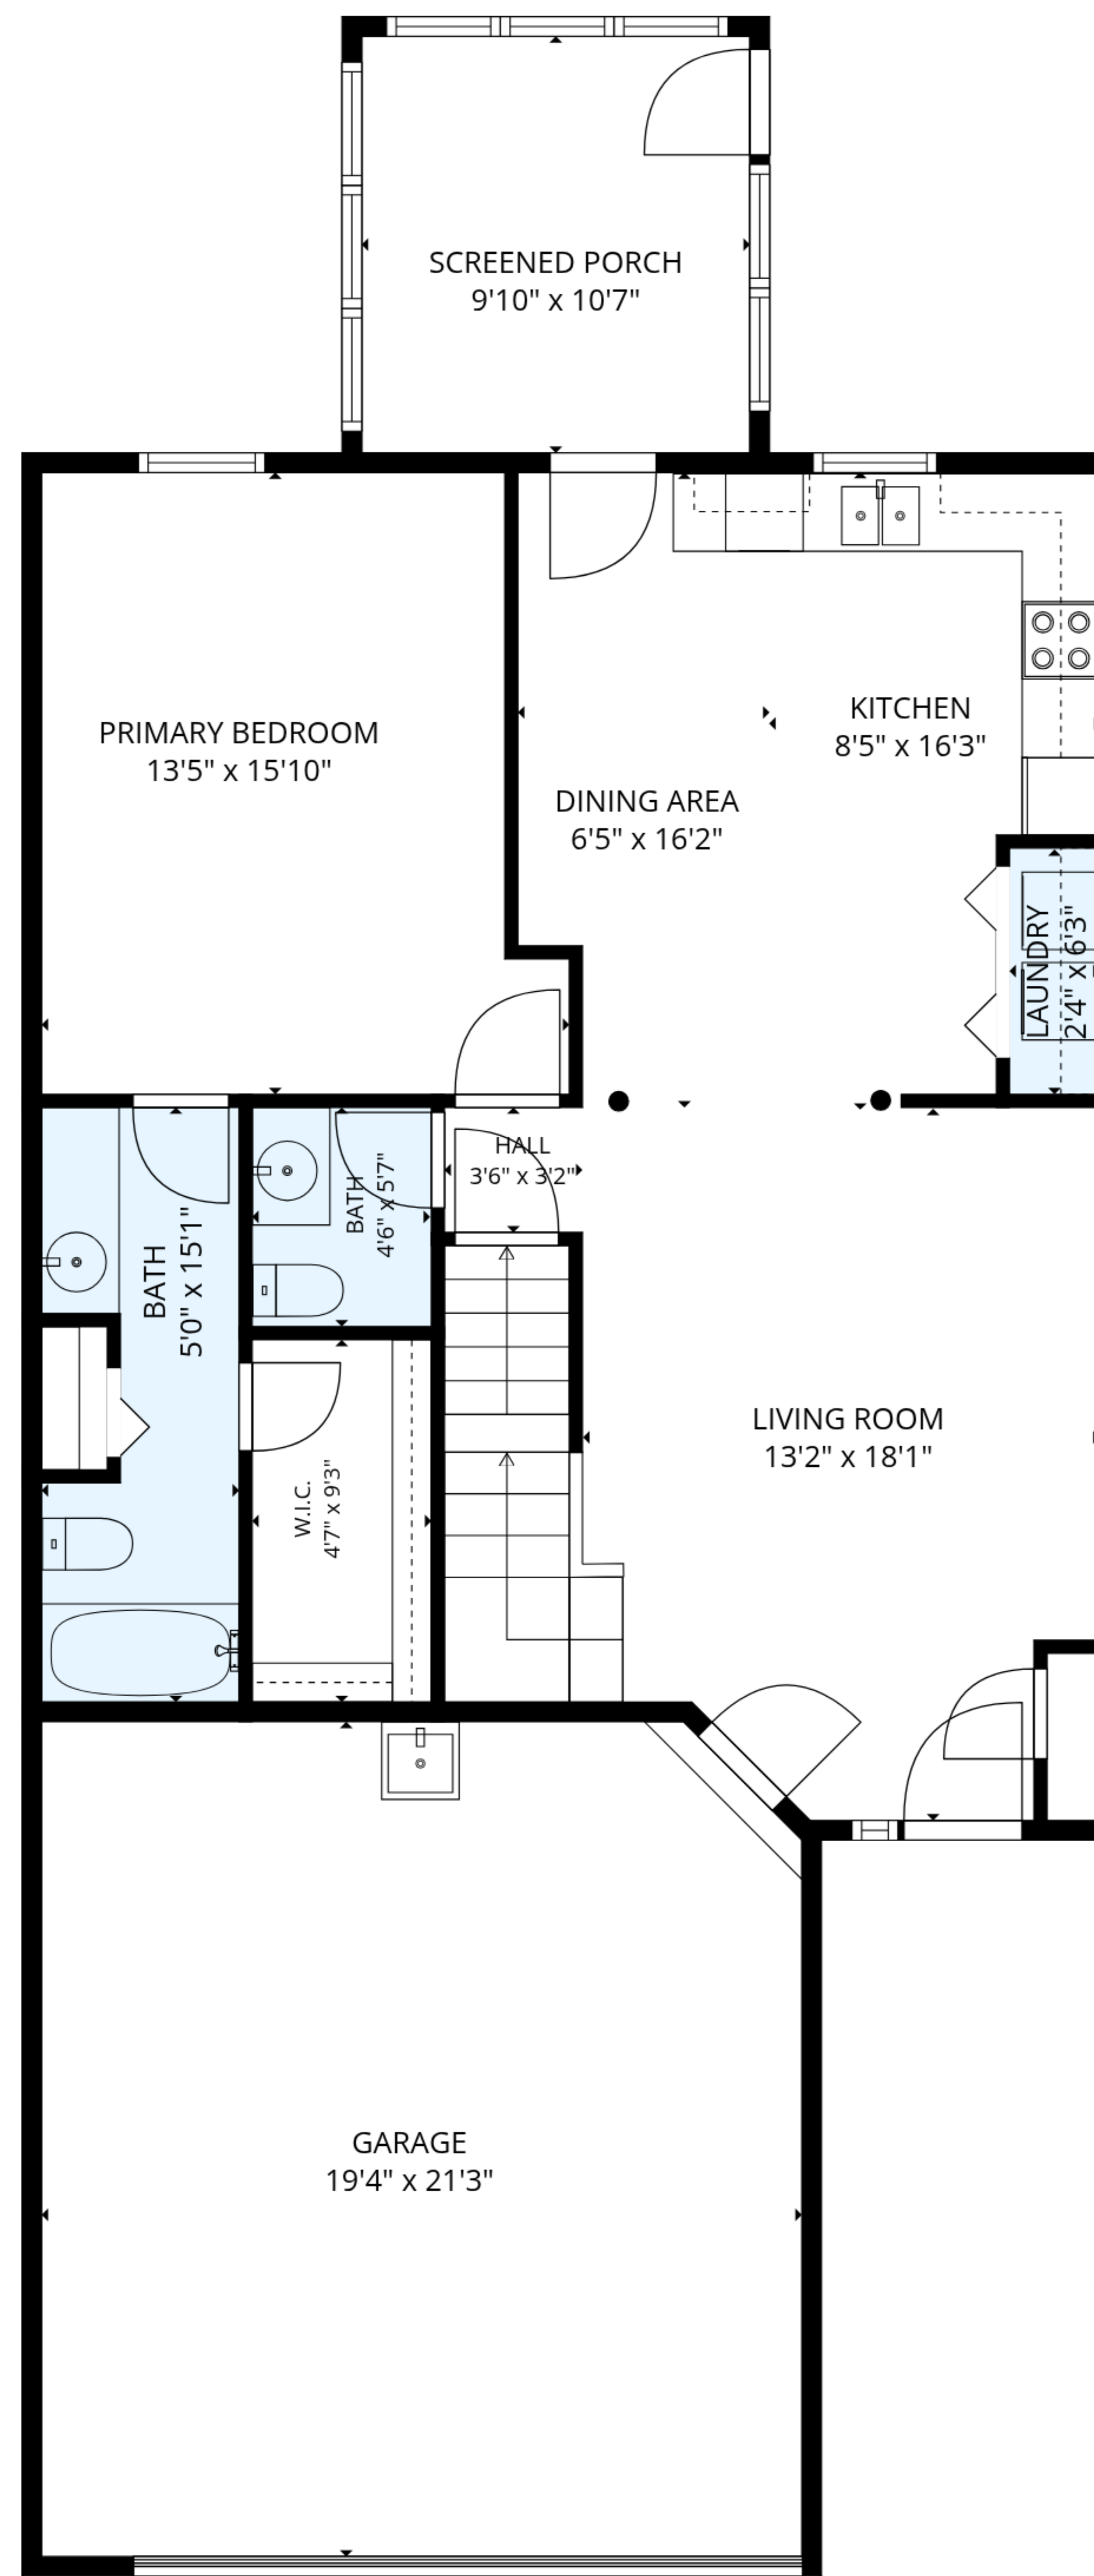 SCREENED PORCH
9'10" x 10'7"
PRIMARY BEDROOM
13'5" x 15'10"
KITCHEN
8'5" x 16'3"
DINING AREA
6'5" x 16'2"
LAUNDRY
2'4" x 6'3"
HALL
3'6" x 3'2"
BATH
4'6" x 5'7"
BATH
5'0" x 15'1"
W.I.C.
4'7" x 9'3"
LIVING ROOM
13'2" x 18'1"
GARAGE
19'4" x 21'3"